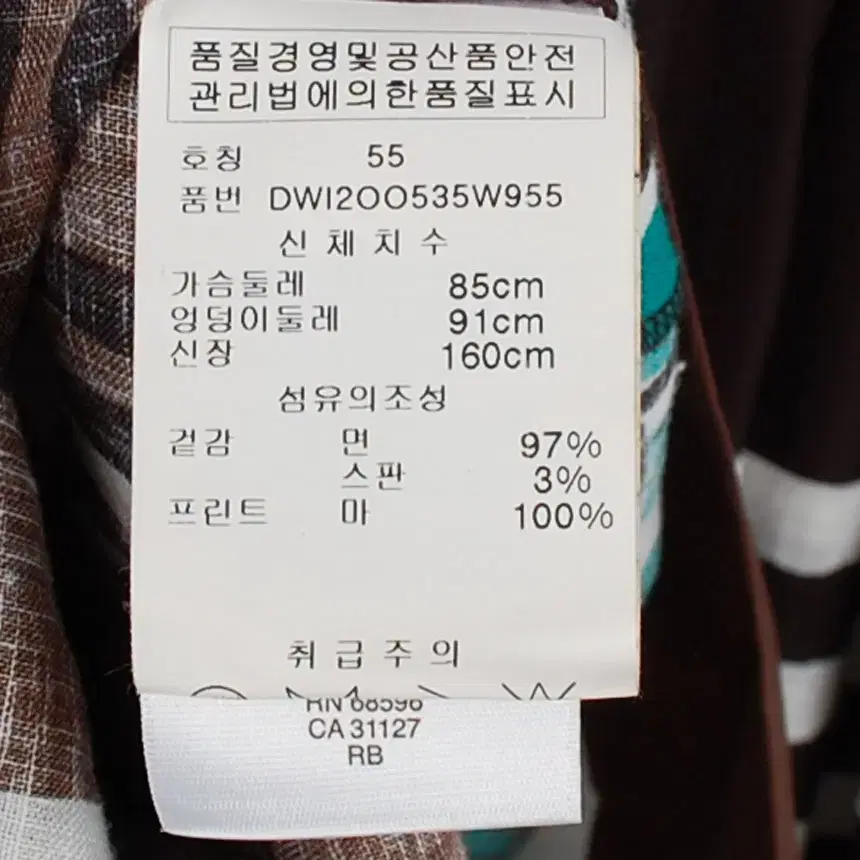 품질경영및공산품안전
관리법에의한품질표시
호칭 55
품번 DWI2OO535W955
신체치수
가슴둘레 85cm
엉덩이둘레 91cm
신장 160cm
섬유의조성
겉감 면 97%
스판 3%
프린트 마 100%
취급주의
RN 68596
CA 31127
RB